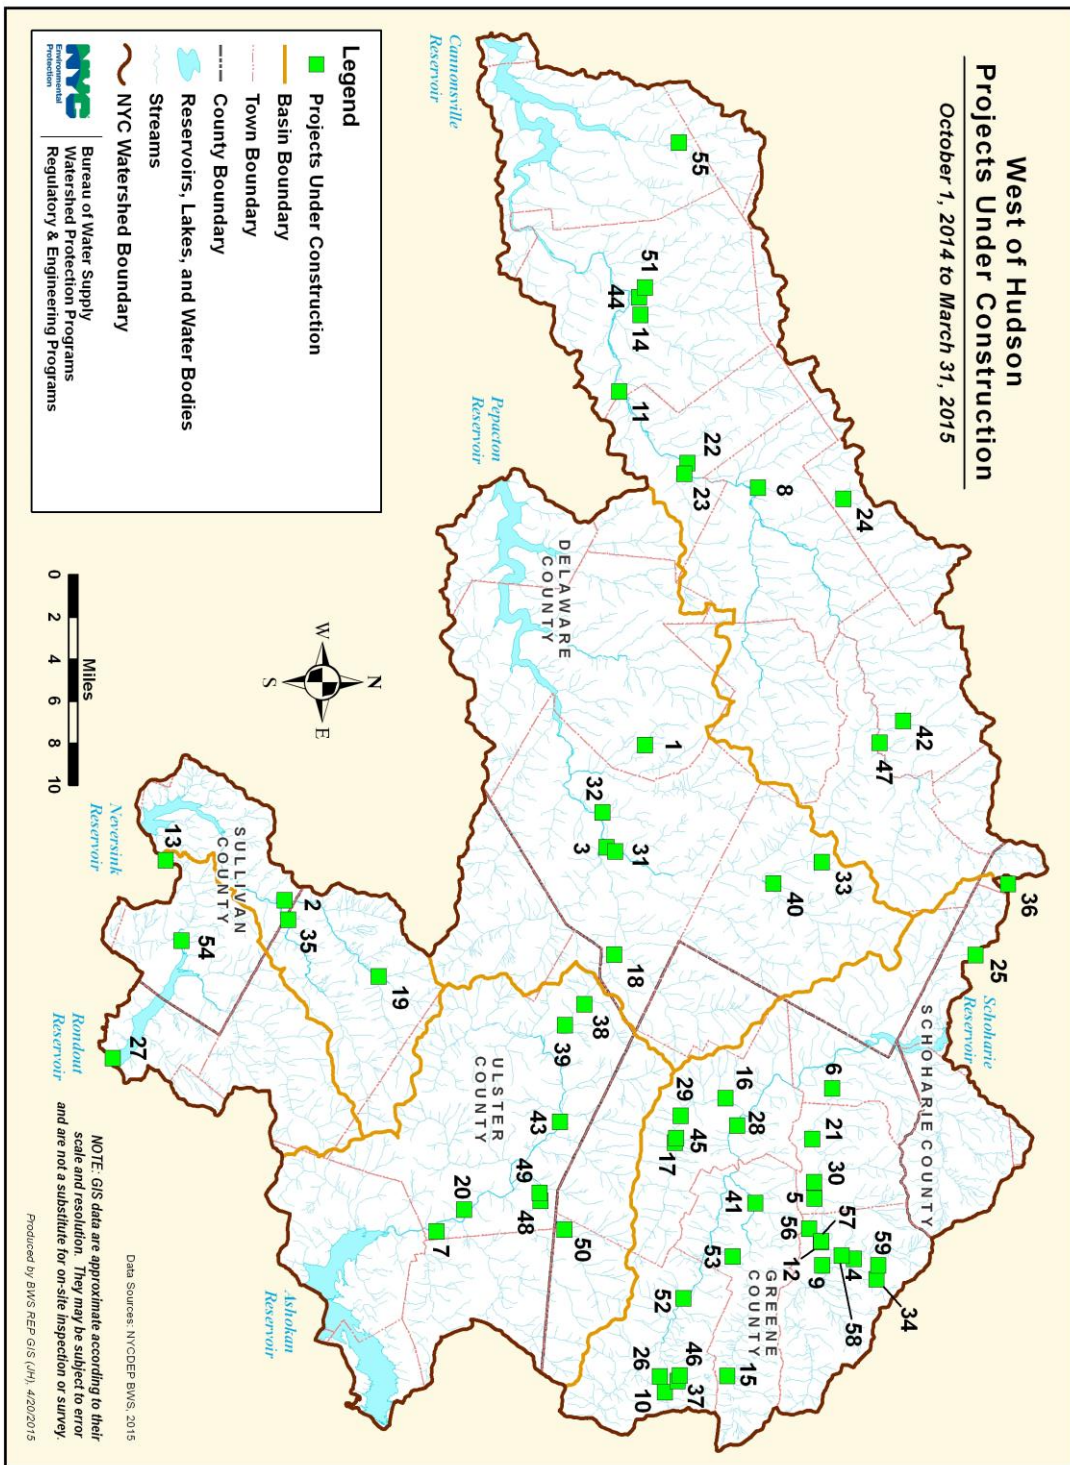 West of Hudson
Projects Under Construction
October 1, 2014 to March 31, 2015
Cannonsville
Reservoir
55
51
44
14
11
22
23
8
24
Pepacton
Reservoir
DELAWARE
COUNTY
42
47
1
32
3
31
33
40
36
25
Schoharie
Reservoir
SCHOHARIE COUNTY
18
13
Neversink
Reservoir
SULLIVAN
COUNTY
2
35
54
19
27
Rondout
Reservoir
38
39
43
ULSTER
COUNTY
49
48
50
20
7
Ashokan
Reservoir
6
16
28
21
29
45
17
30
5
57
56
12
9
4
59
58
34
41
53
GREENE
COUNTY
52
15
46
26
37
10
Legend
Projects Under Construction
Basin Boundary
Town Boundary
County Boundary
Reservoirs, Lakes, and Water Bodies
Streams
NYC Watershed Boundary
NYC
Environmental
Protection
Bureau of Water Supply
Watershed Protection Programs
Regulatory & Engineering Programs
0 2 4 6 8 10
Miles
N
W E
S
Data Sources: NYCDEP BWS, 2015
NOTE: GIS data are approximate according to their
scale and resolution. They may be subject to error
and are not a substitute for on-site inspection or survey.
Produced by BWS REP GIS (JH), 4/20/2015